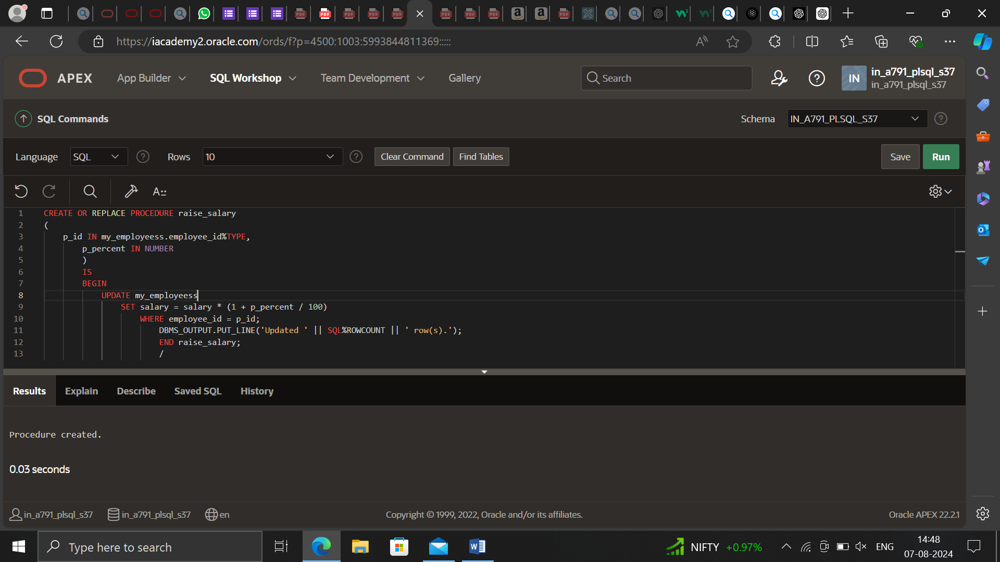 https://iacademy2.oracle.com/ords/f?p=4500:1003:5993844811369:::::
APEX App Builder SQL Workshop Team Development Gallery Search IN in_a791_plsql_s37
in_a791_plsql_s37
SQL Commands Schema IN_A791_PLSQL_S37
Language SQL Rows 10 Clear Command Find Tables Save Run
1 CREATE OR REPLACE PROCEDURE raise_salary
2 (
3 p_id IN my_employeess.employee_id%TYPE,
4 p_percent IN NUMBER
5 )
6 IS
7 BEGIN
8 UPDATE my_employeess
9 SET salary = salary * (1 + p_percent / 100)
10 WHERE employee_id = p_id;
11 DBMS_OUTPUT.PUT_LINE('Updated ' || SQL%ROWCOUNT || ' row(s).');
12 END raise_salary;
13 /
Results Explain Describe Saved SQL History
Procedure created.
0.03 seconds
in_a791_plsql_s37 in_a791_plsql_s37 en Copyright © 1999, 2022, Oracle and/or its affiliates. Oracle APEX 22.2.1
Type here to search NIFTY +0.97% ENG 14:48
07-08-2024